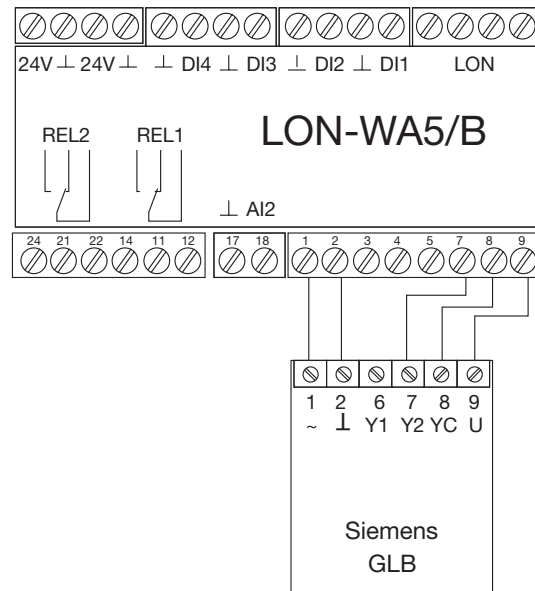 24V ⊥ 24V ⊥ ⊥ DI4 ⊥ DI3 ⊥ DI2 ⊥ DI1 LON
REL2 REL1 LON-WA5/B
⊥ AI2
24 21 22 14 11 12 17 18 1 2 3 4 5 7 8 9
1 2 6 7 8 9
~ ⊥ Y1 Y2 YC U
Siemens
GLB